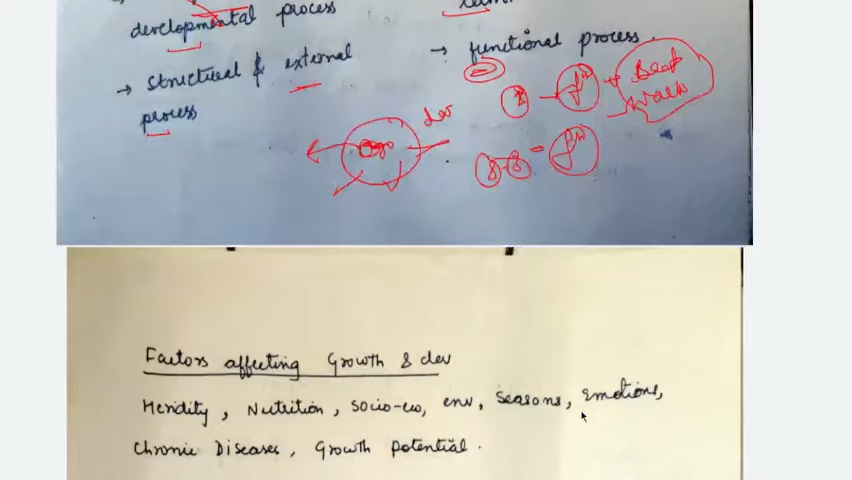 developmental process
→ structural & external
process
→ functional process.
dev
Factors affecting Growth & dev
Heridity, Nutrition, socio-eco, env, seasons, Emotions,
Chronic Diseases, Growth Potential.